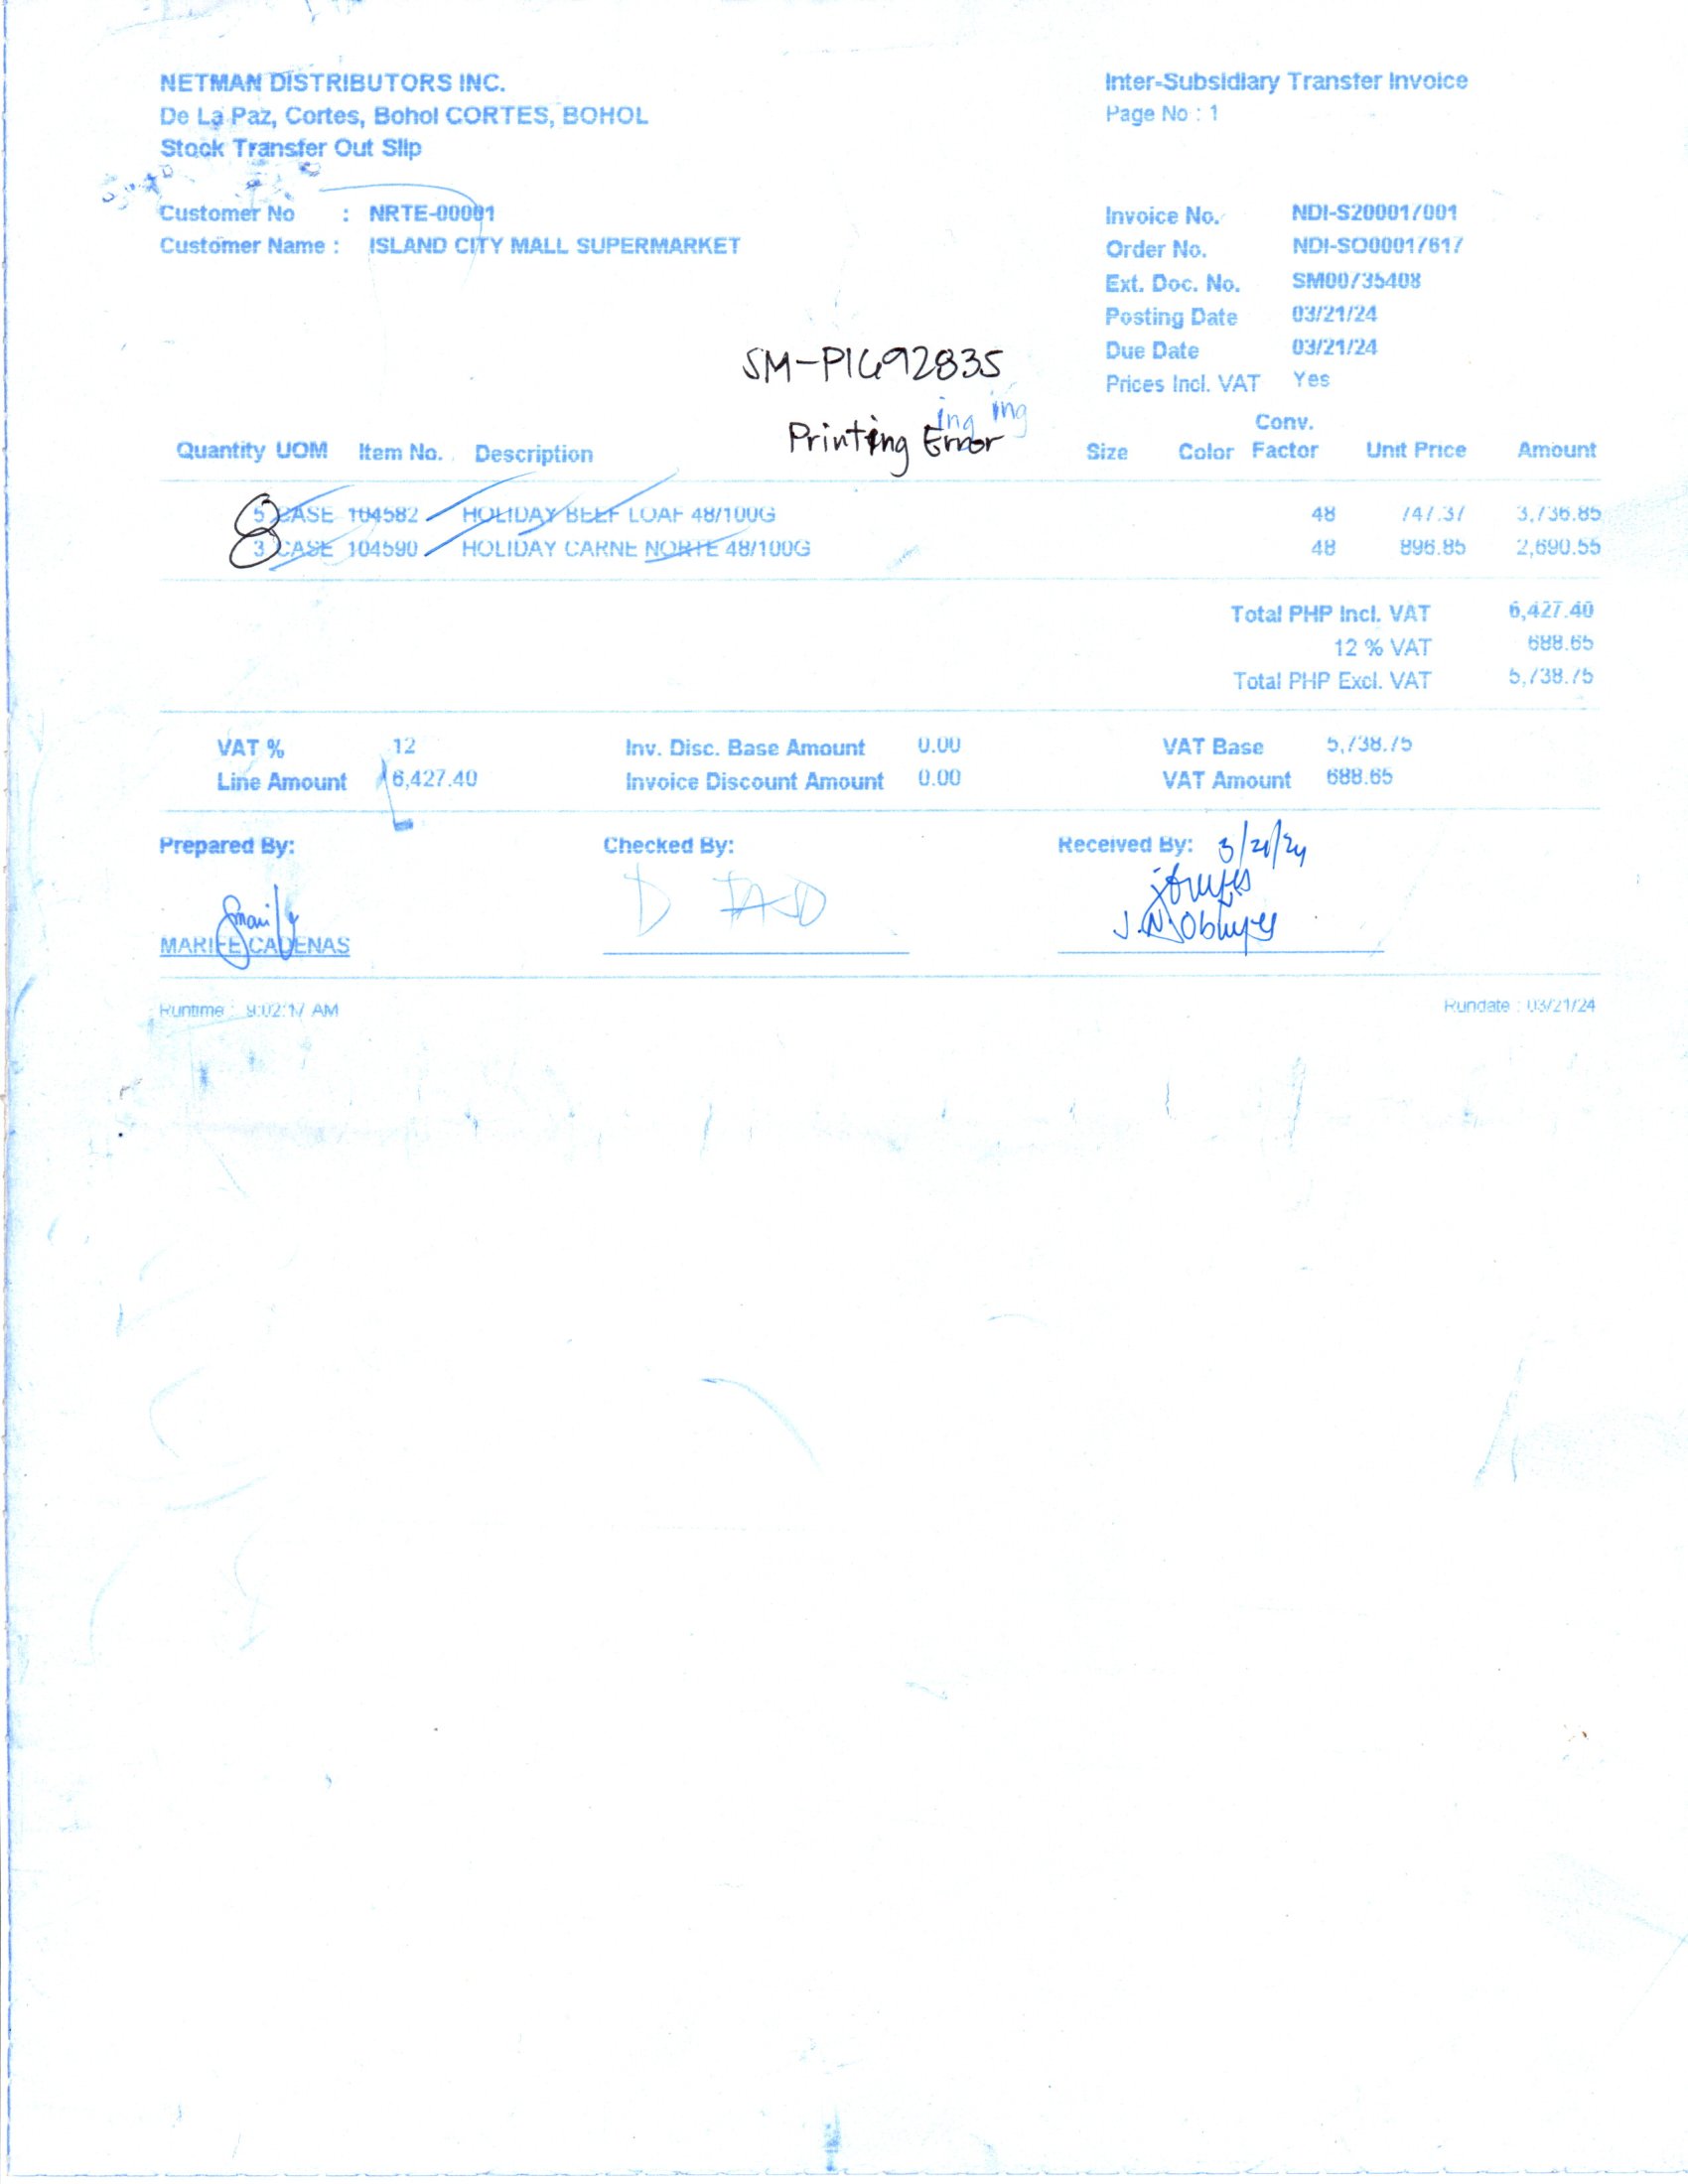 NETMAN DISTRIBUTORS INC.
De La Paz, Cortes, Bohol CORTES, BOHOL
Stock Transfer Out Slip
Inter-Subsidiary Transfer Invoice
Page No : 1
Customer No : NRTE-00001
Customer Name : ISLAND CITY MALL SUPERMARKET
Invoice No. NDI-S200017001
Order No. NDI-SO00017617
Ext. Doc. No. SM00735408
Posting Date 03/21/24
Due Date 03/21/24
Prices Incl. VAT Yes
SM-PIG92835
ing ing
Printing Error
Quantity UOM Item No. Description Size Color Conv. Factor Unit Price Amount
5 CASE 104582 HOLIDAY BEEF LOAF 48/100G 48 747.37 3,736.85
3 CASE 104590 HOLIDAY CARNE NORTE 48/100G 48 896.85 2,690.55
8
Total PHP Incl. VAT 6,427.40
12 % VAT 688.65
Total PHP Excl. VAT 5,738.75
VAT % 12 Inv. Disc. Base Amount 0.00 VAT Base 5,738.75
Line Amount 6,427.40 Invoice Discount Amount 0.00 VAT Amount 688.65
Prepared By: Checked By: Received By: 3/21/24
MARIFE CADENAS
Runtime : 9:02:17 AM Rundate : 03/21/24